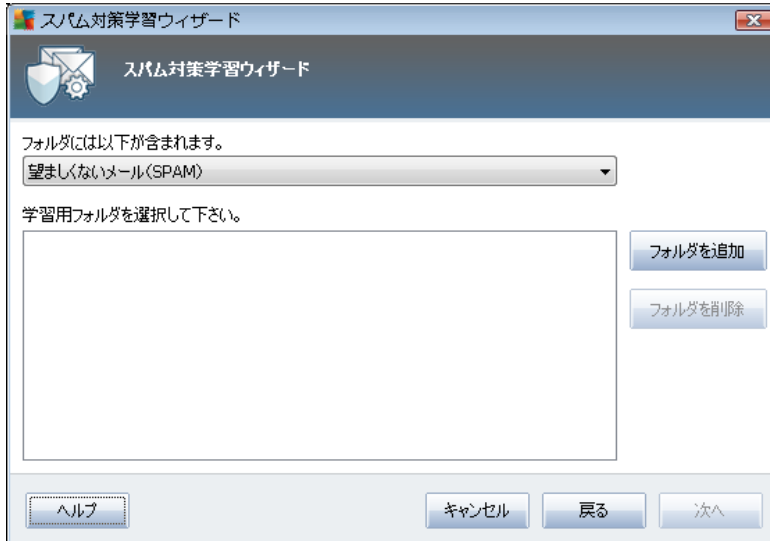 スパム対策学習ウィザード
スパム対策学習ウィザード
フォルダには以下が含まれます。
望ましくないメール(SPAM)
学習用フォルダを選択して下さい。
フォルダを追加
フォルダを削除
ヘルプ
キャンセル
戻る
次へ